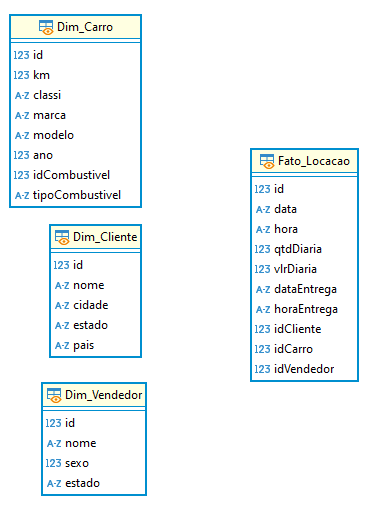 Dim_Carro
123 id
123 km
A-Z classi
A-Z marca
A-Z modelo
123 ano
123 idCombustivel
A-Z tipoCombustivel
Dim_Cliente
123 id
A-Z nome
A-Z cidade
A-Z estado
A-Z pais
Dim_Vendedor
123 id
A-Z nome
123 sexo
A-Z estado
Fato_Locacao
123 id
A-Z data
A-Z hora
123 qtdDiaria
123 vlrDiaria
A-Z dataEntrega
A-Z horaEntrega
123 idCliente
123 idCarro
123 idVendedor